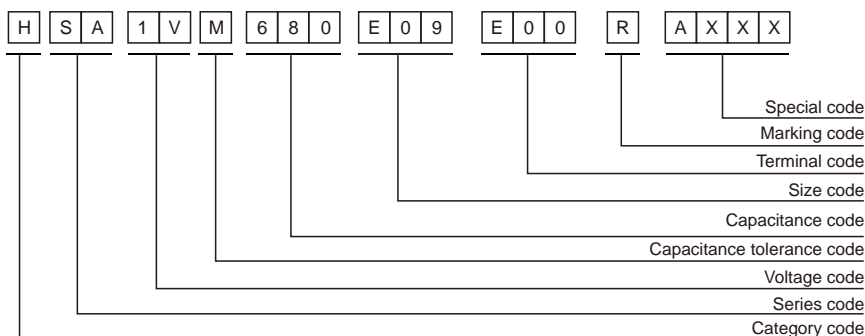 H S A 1 V M 6 8 0 E 0 9 E 0 0 R A X X X
Special code
Marking code
Terminal code
Size code
Capacitance code
Capacitance tolerance code
Voltage code
Series code
Category code